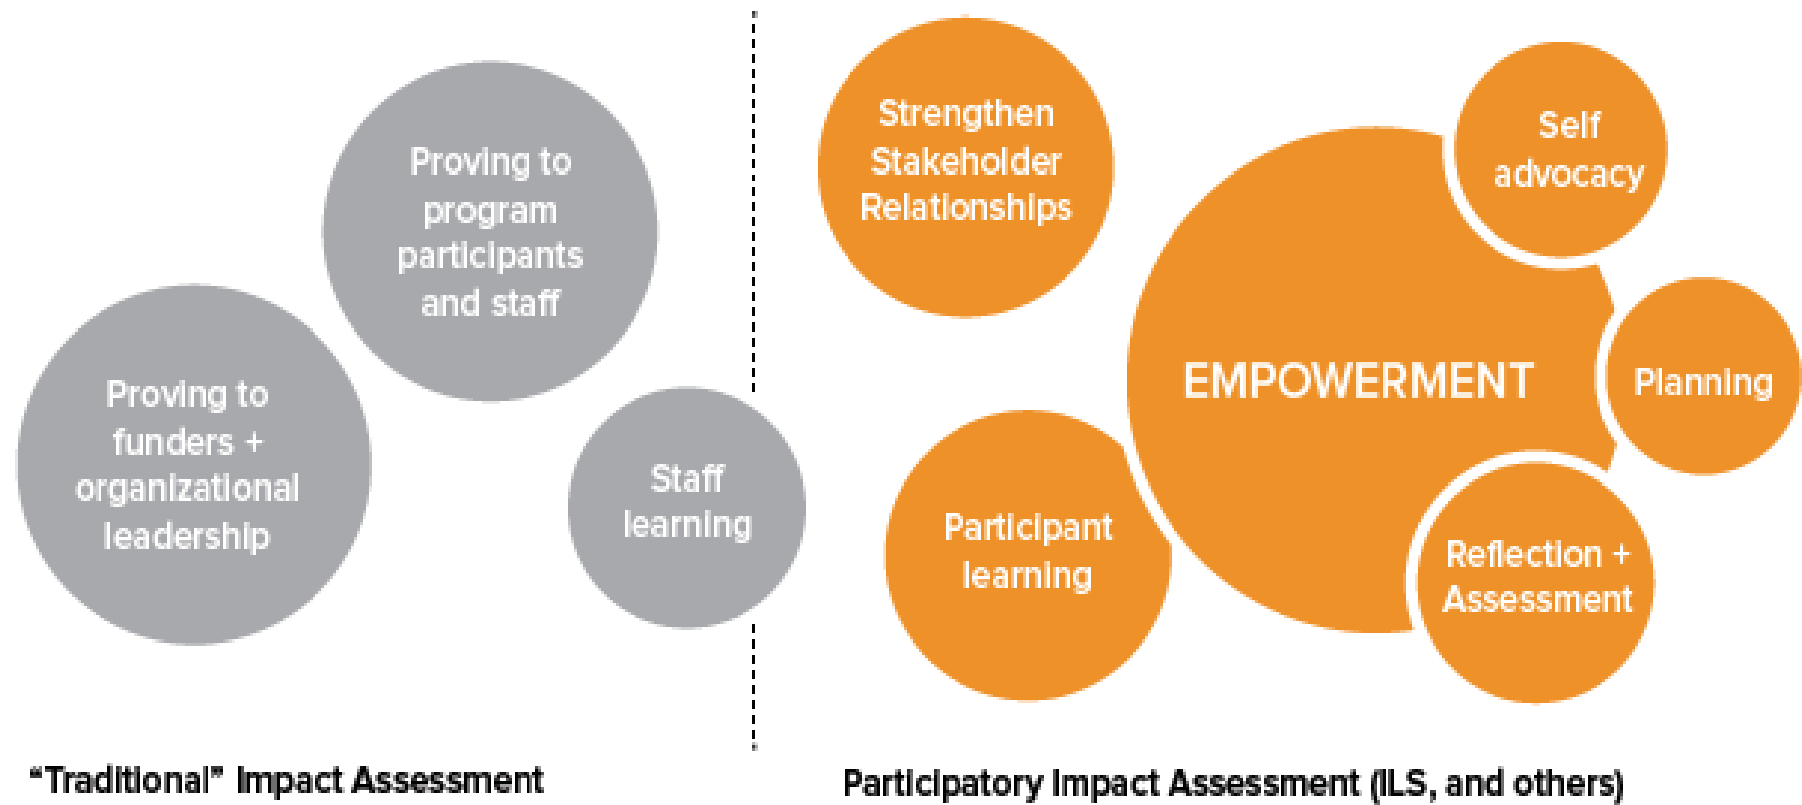 Proving to
program
participants
and staff
Proving to
funders +
organizational
leadership
Staff
learning
“Traditional” Impact Assessment
Strengthen
Stakeholder
Relationships
Self
advocacy
EMPOWERMENT
Planning
Participant
learning
Reflection +
Assessment
Participatory Impact Assessment (ILS, and others)